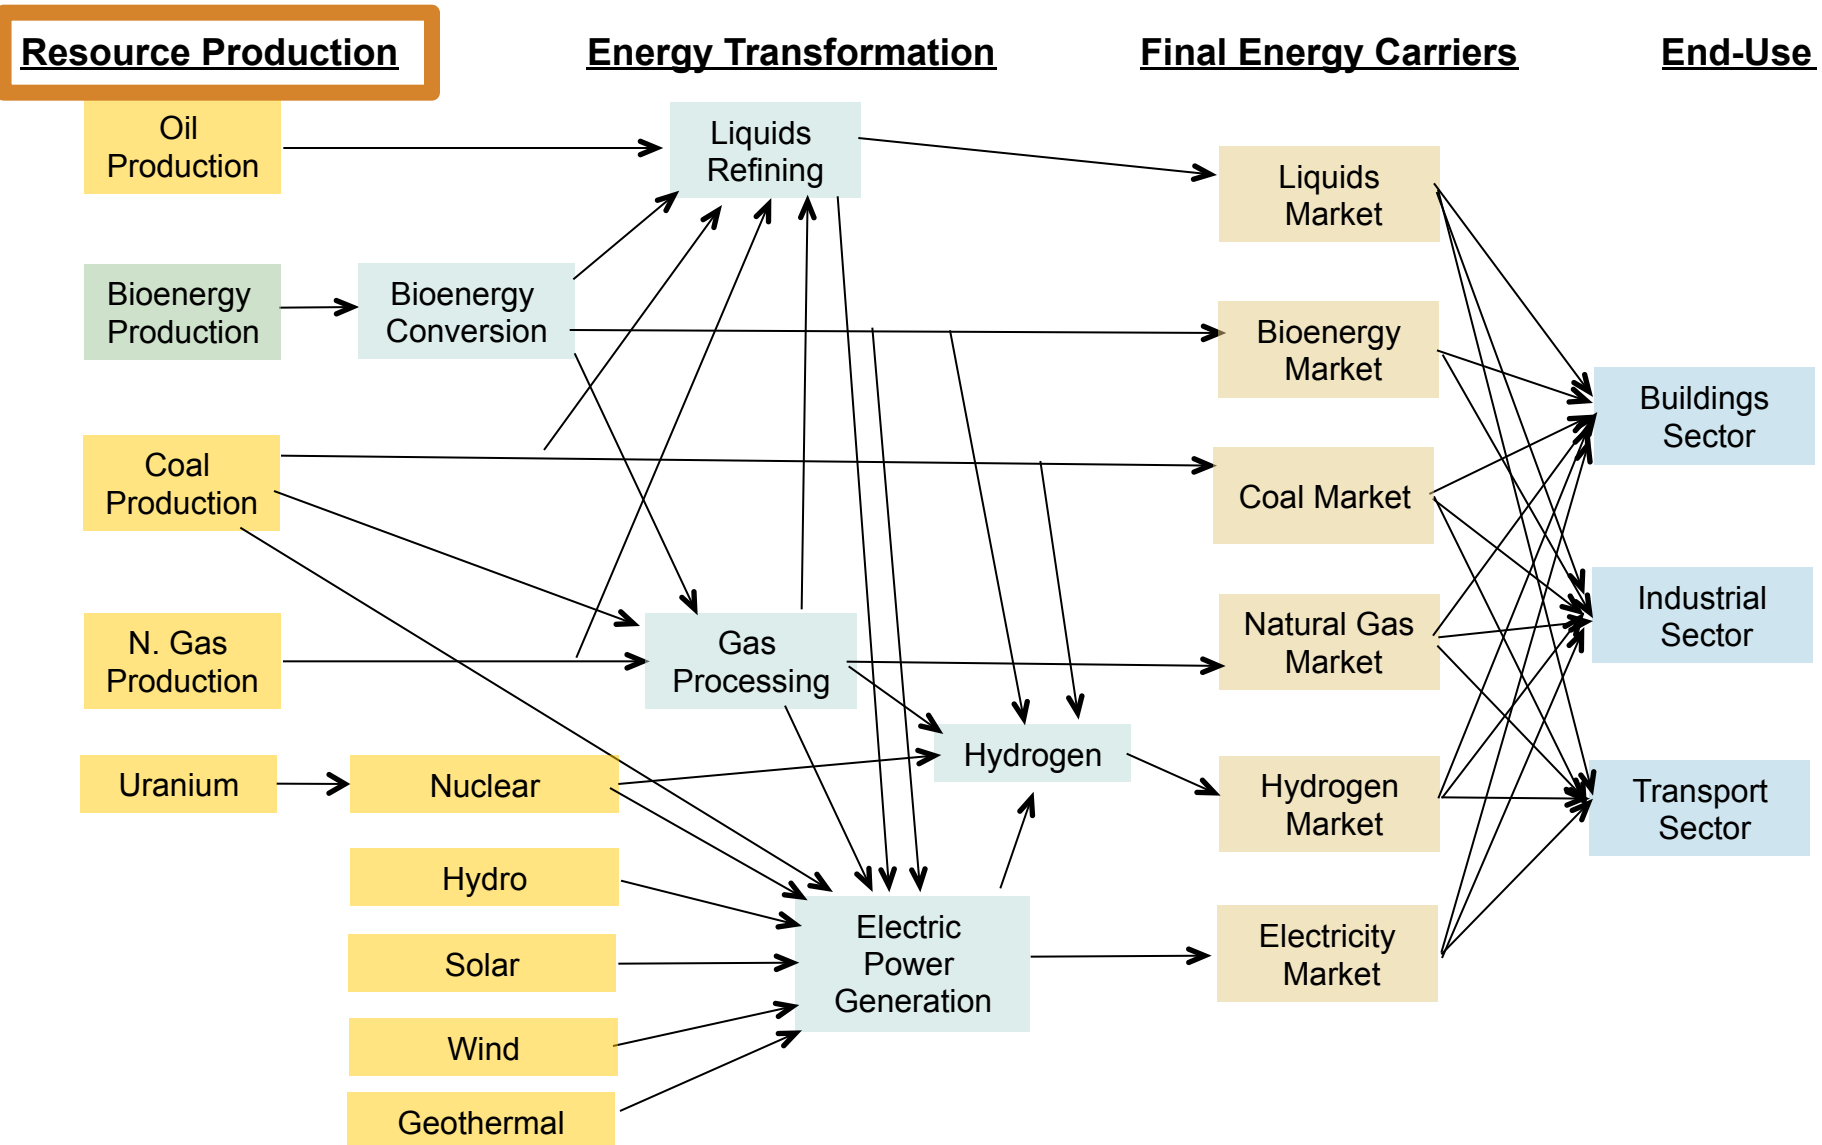 Resource Production
Energy Transformation
Final Energy Carriers
End-Use
Oil
Production
Liquids
Refining
Liquids
Market
Bioenergy
Production
Bioenergy
Conversion
Bioenergy
Market
Buildings
Sector
Coal
Production
Coal Market
Industrial
Sector
N. Gas
Production
Gas
Processing
Natural Gas
Market
Uranium
Nuclear
Hydrogen
Hydrogen
Market
Transport
Sector
Hydro
Solar
Wind
Geothermal
Electric
Power
Generation
Electricity
Market